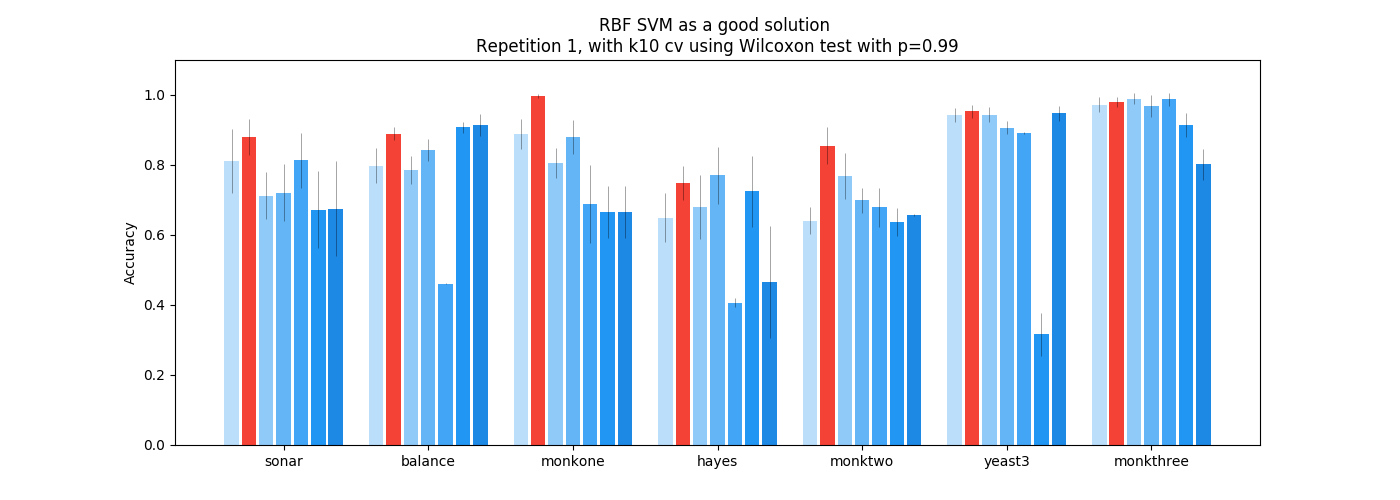 RBF SVM as a good solution
Repetition 1, with k10 cv using Wilcoxon test with p=0.99
Accuracy
1.0
0.8
0.6
0.4
0.2
0.0
sonar balance monkone hayes monktwo yeast3 monkthree